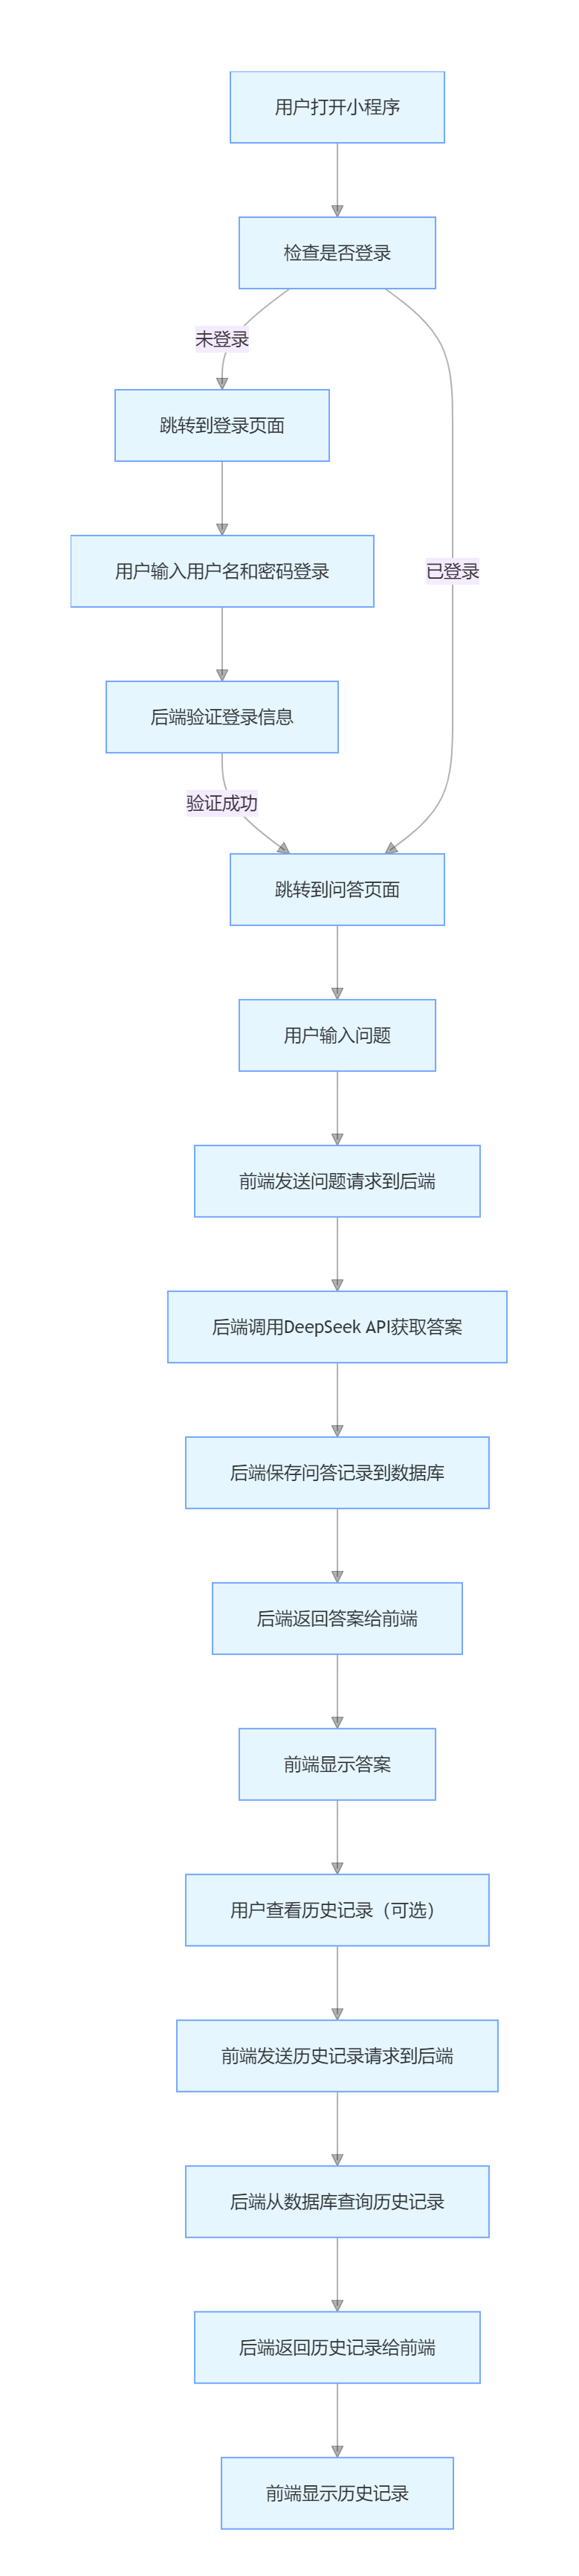 用户打开小程序
检查是否登录
未登录
跳转到登录页面
用户输入用户名和密码登录
已登录
后端验证登录信息
验证成功
跳转到问答页面
用户输入问题
前端发送问题请求到后端
后端调用DeepSeek API获取答案
后端保存问答记录到数据库
后端返回答案给前端
前端显示答案
用户查看历史记录（可选）
前端发送历史记录请求到后端
后端从数据库查询历史记录
后端返回历史记录给前端
前端显示历史记录